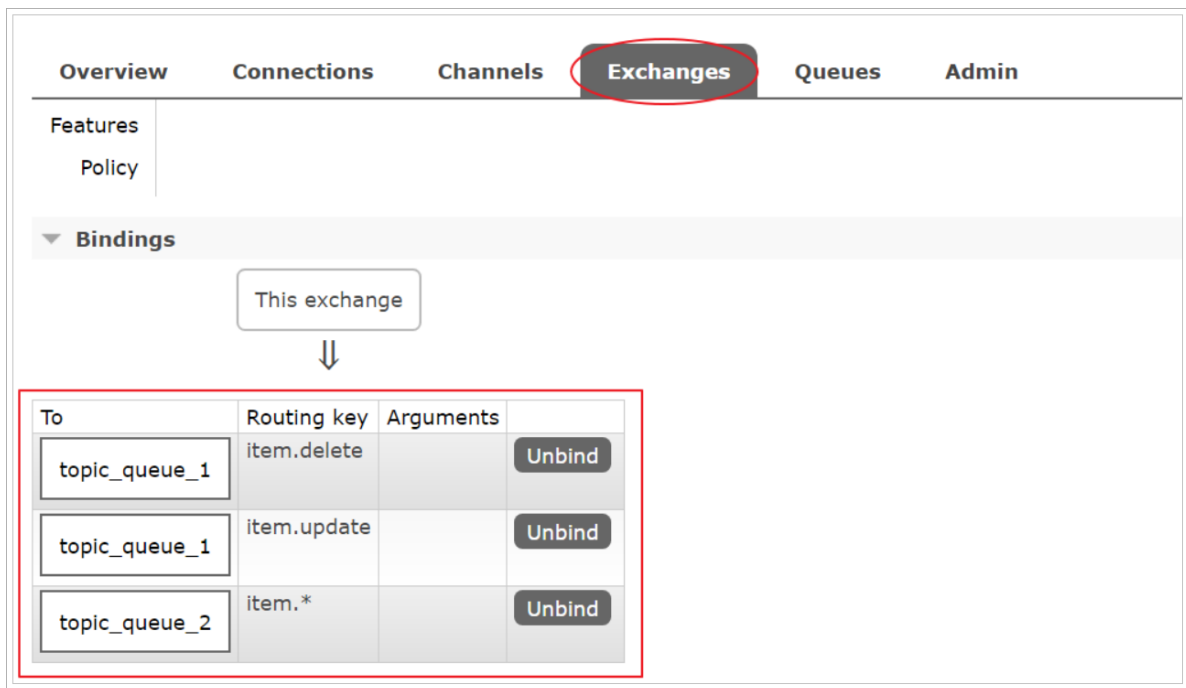 Overview Connections Channels Exchanges Queues Admin
Features
Policy
Bindings
This exchange
To Routing key Arguments
topic_queue_1 item.delete Unbind
topic_queue_1 item.update Unbind
topic_queue_2 item.* Unbind